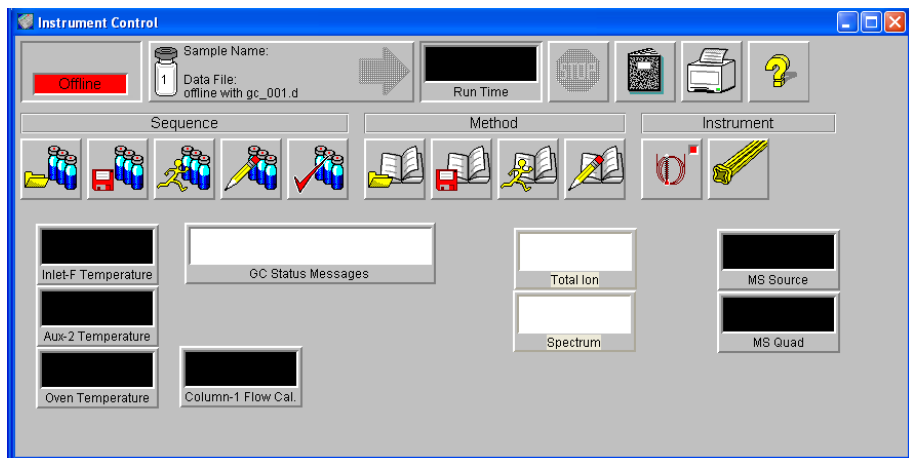 Instrument Control
Offline
1
Sample Name:
Data File:
offline with gc_001.d
Run Time
STOP
?
Sequence
Method
Instrument
Inlet-F Temperature
GC Status Messages
Total Ion
MS Source
Aux-2 Temperature
Spectrum
MS Quad
Oven Temperature
Column-1 Flow Cal.